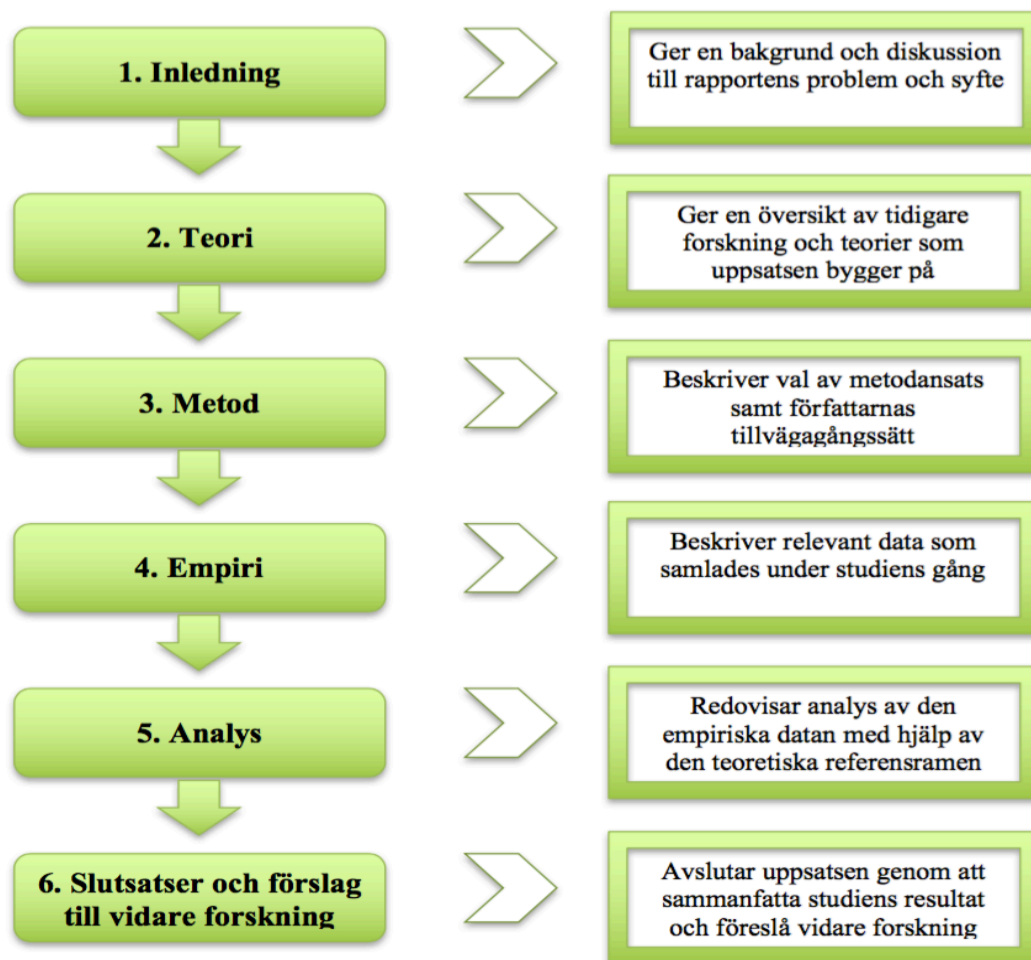 1. Inledning
Ger en bakgrund och diskussion
till rapportens problem och syfte
2. Teori
Ger en översikt av tidigare
forskning och teorier som
uppsatsen bygger på
3. Metod
Beskriver val av metodansats
samt författarnas
tillvägagångssätt
4. Empiri
Beskriver relevant data som
samlades under studiens gång
5. Analys
Redovisar analys av den
empiriska datan med hjälp av
den teoretiska referensramen
6. Slutsatser och förslag
till vidare forskning
Avslutar uppsatsen genom att
sammanfatta studiens resultat
och föreslå vidare forskning